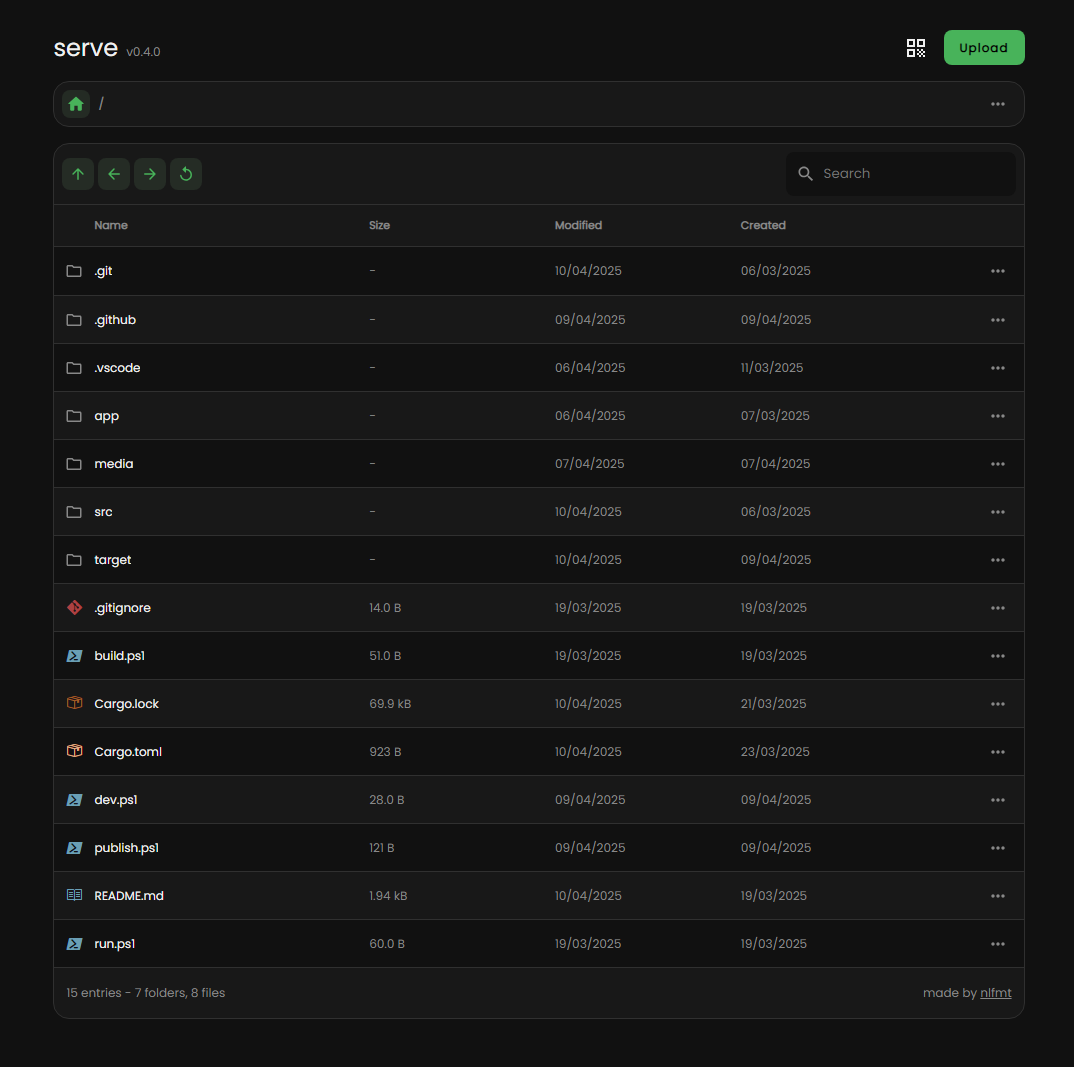 serve v0.4.0 Upload
/
Search
Name Size Modified Created
.git - 10/04/2025 06/03/2025
.github - 09/04/2025 09/04/2025
.vscode - 06/04/2025 11/03/2025
app - 06/04/2025 07/03/2025
media - 07/04/2025 07/04/2025
src - 10/04/2025 06/03/2025
target - 10/04/2025 09/04/2025
.gitignore 14.0 B 19/03/2025 19/03/2025
build.ps1 51.0 B 19/03/2025 19/03/2025
Cargo.lock 69.9 kB 10/04/2025 21/03/2025
Cargo.toml 923 B 10/04/2025 23/03/2025
dev.ps1 28.0 B 09/04/2025 09/04/2025
publish.ps1 121 B 09/04/2025 09/04/2025
README.md 1.94 kB 10/04/2025 19/03/2025
run.ps1 60.0 B 19/03/2025 19/03/2025
15 entries - 7 folders, 8 files made by nlfmt